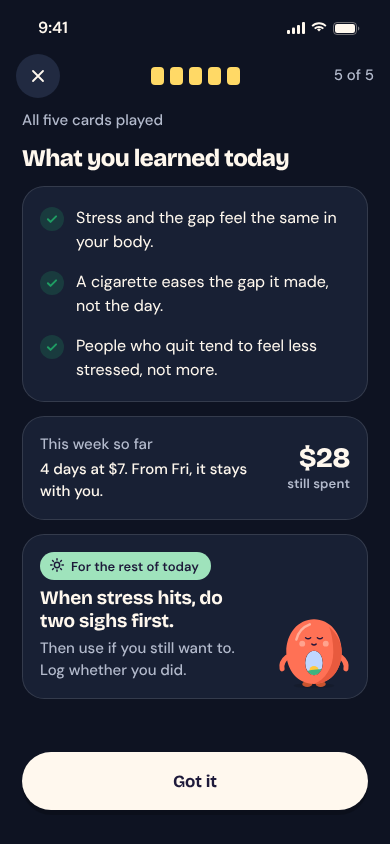 9:41
5 of 5
All five cards played
What you learned today
Stress and the gap feel the same in
your body.
A cigarette eases the gap it made,
not the day.
People who quit tend to feel less
stressed, not more.
This week so far
4 days at $7. From Fri, it stays
with you.
$28
still spent
For the rest of today
When stress hits, do
two sighs first.
Then use if you still want to.
Log whether you did.
Got it